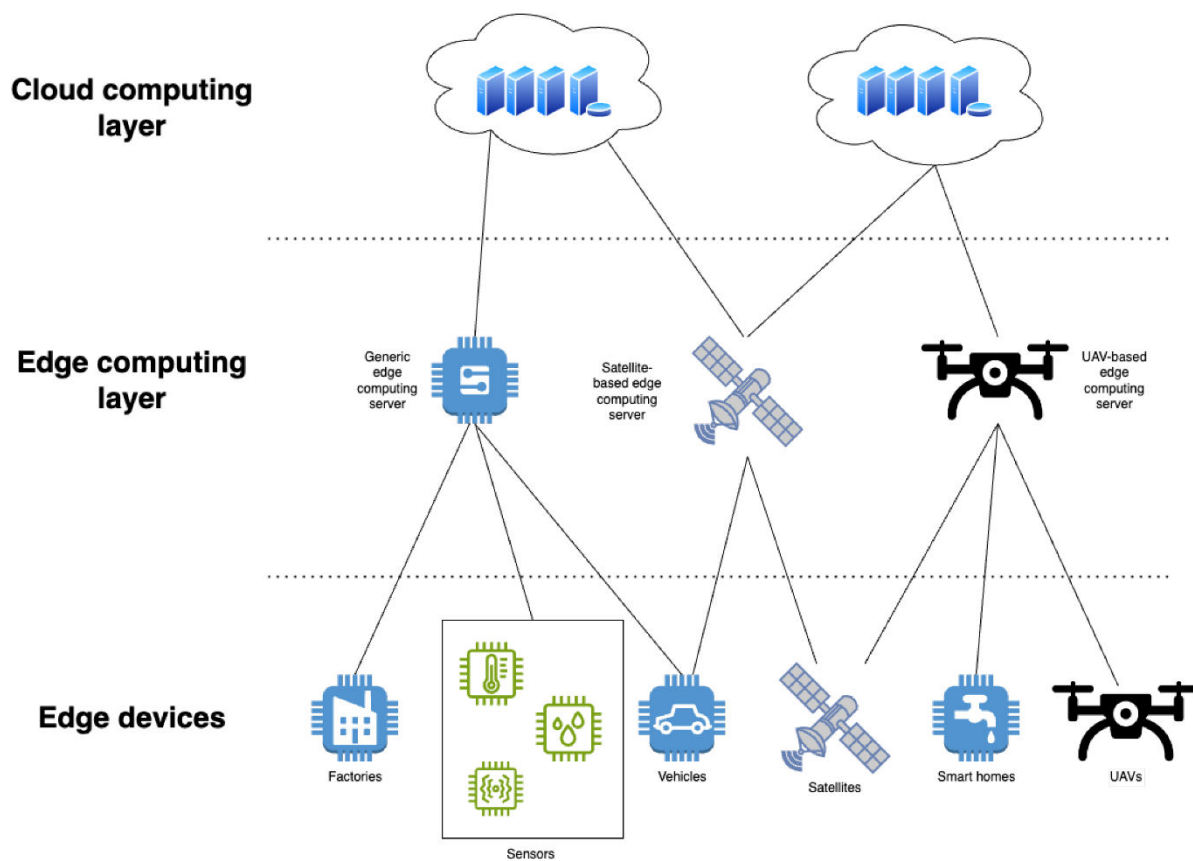 Cloud computing
layer
Edge computing
layer
Generic
edge
computing
server
Satellite-
based edge
computing
server
UAV-based
edge
computing
server
Edge devices
Factories
Sensors
Vehicles
Satellites
Smart homes
UAVs